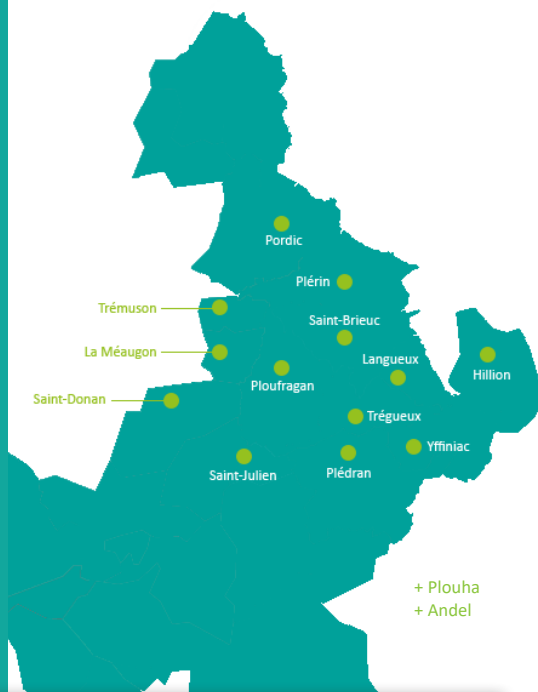 Pordic
Plérin
Trémuson
Saint-Brieuc
La Méaugon
Langueux
Hillion
Ploufragan
Saint-Donan
Trégueux
Yffiniac
Saint-Julien
Plédran
+ Plouha
+ Andel